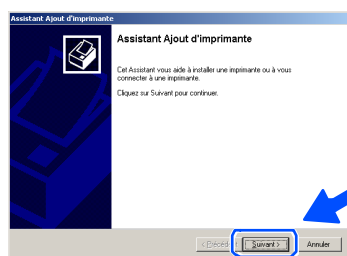 Assistant Ajout d'imprimante
Assistant Ajout d'imprimante
Cet Assistant vous aide à installer une imprimante ou à vous
connecter à une imprimante.
Cliquez sur Suivant pour continuer.
Suivant > Annuler